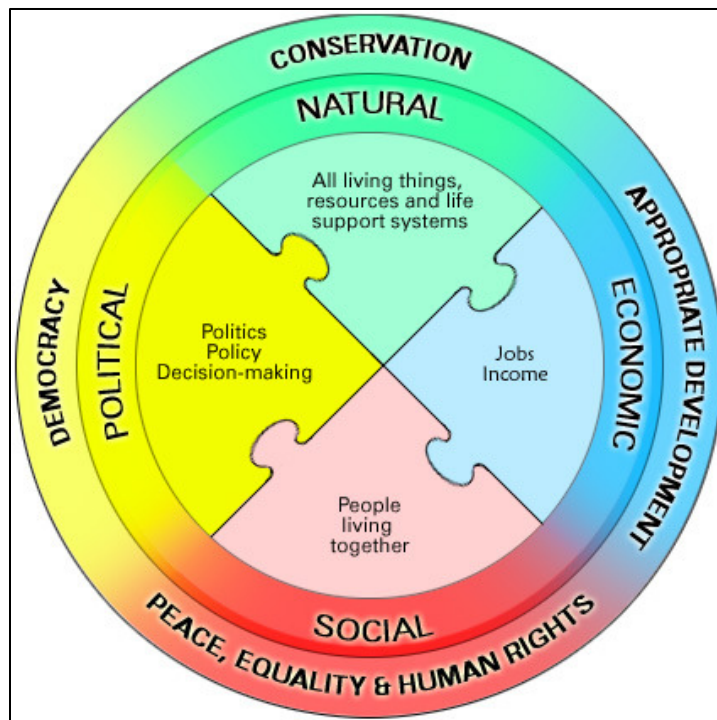 CONSERVATION
NATURAL
All living things,
resources and life
support systems
APPROPRIATE DEVELOPMENT
ECONOMIC
Jobs
Income
DEMOCRACY
POLITICAL
Politics
Policy
Decision-making
People
living
together
SOCIAL
PEACE, EQUALITY & HUMAN RIGHTS